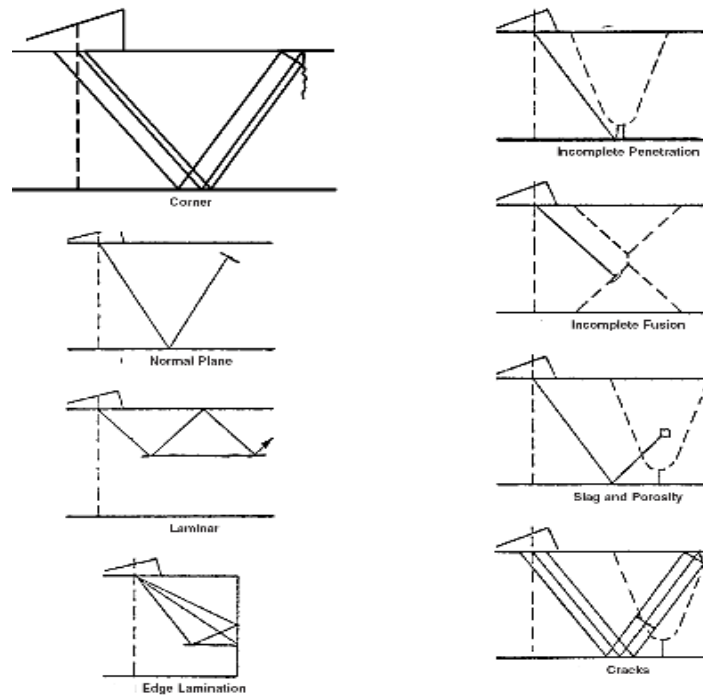 Corner
Normal Plane
Laminar
Edge Lamination
Incomplete Penetration
Incomplete Fusion
Slag and Porosity
Cracks